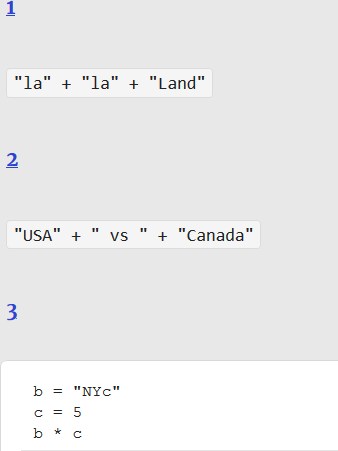 1
"la" + "la" + "Land"
2
"USA" + " vs " + "Canada"
3
b = "NYc"
c = 5
b * c